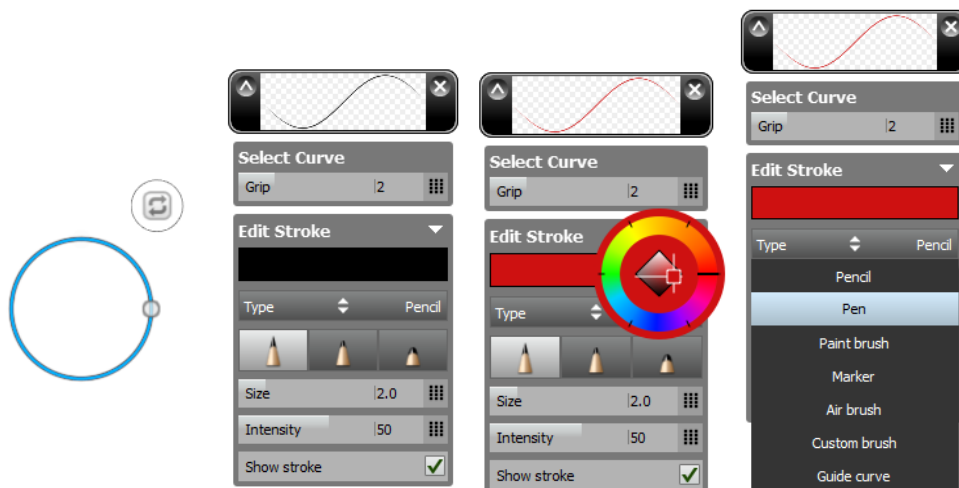 Select Curve
Grip 2
Edit Stroke
Type Pencil
Size 2.0
Intensity 50
Show stroke
Select Curve
Grip 2
Edit Stroke
Type
Size 2.0
Intensity 50
Show stroke
Select Curve
Grip 2
Edit Stroke
Type Pencil
Pencil
Pen
Paint brush
Marker
Air brush
Custom brush
Guide curve